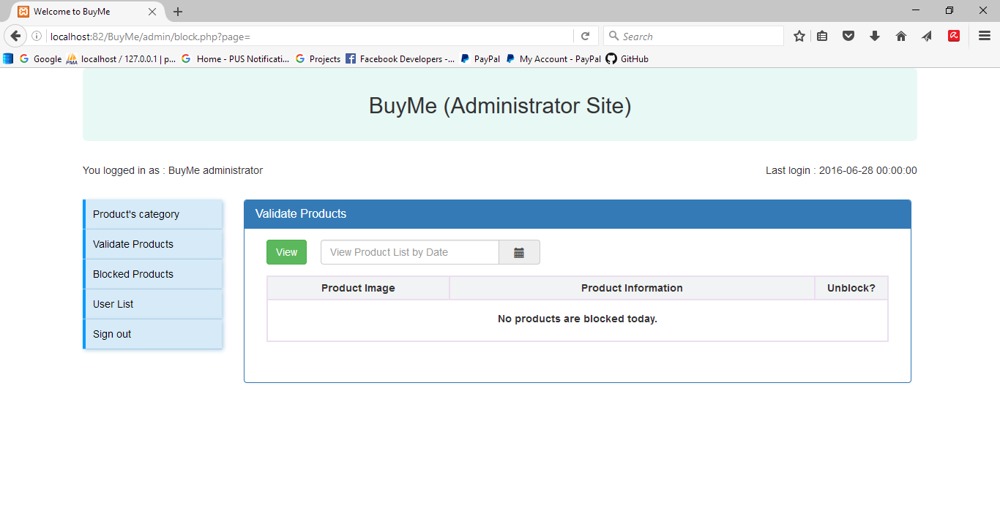 Welcome to BuyMe
localhost:82/BuyMe/admin/block.php?page=
Search
Google localhost / 127.0.0.1 | p... Home - PUS Notificati... Projects Facebook Developers -... PayPal My Account - PayPal GitHub
BuyMe (Administrator Site)
You logged in as : BuyMe administrator Last login : 2016-06-28 00:00:00
Product's category
Validate Products
Blocked Products
User List
Sign out
Validate Products
View View Product List by Date
Product Image Product Information Unblock?
No products are blocked today.